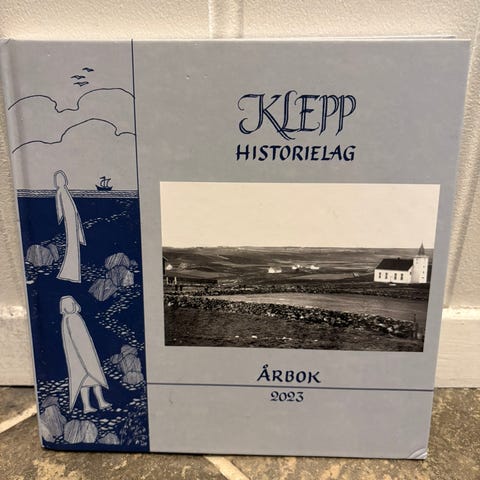 KLEPP
HISTORIELAG
ÅRBOK
2023